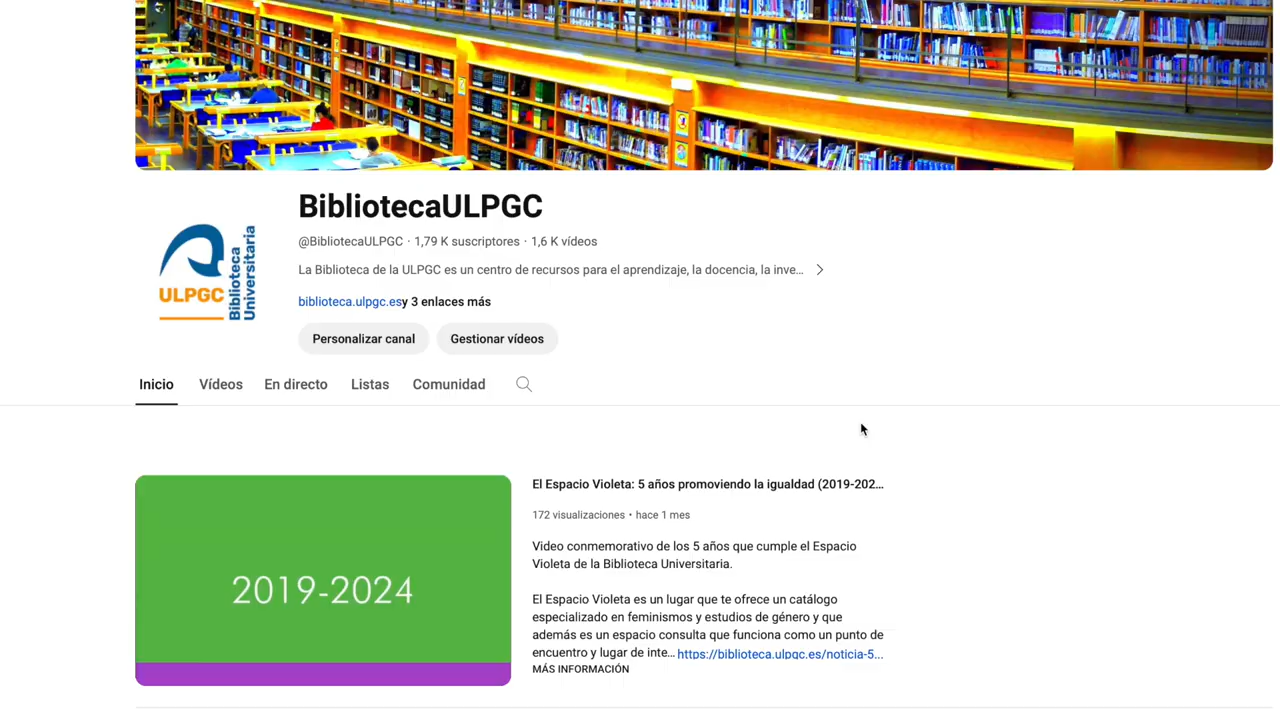 BibliotecaULPGC
@BibliotecaULPGC · 1,79 K suscriptores · 1,6 K vídeos
La Biblioteca de la ULPGC es un centro de recursos para el aprendizaje, la docencia, la inve...
biblioteca.ulpgc.es y 3 enlaces más
ULPGC
Biblioteca
Universitaria
Personalizar canal
Gestionar vídeos
Inicio
Vídeos
En directo
Listas
Comunidad
2019-2024
El Espacio Violeta: 5 años promoviendo la igualdad (2019-202...
172 visualizaciones • hace 1 mes
Video conmemorativo de los 5 años que cumple el Espacio
Violeta de la Biblioteca Universitaria.
El Espacio Violeta es un lugar que te ofrece un catálogo
especializado en feminismos y estudios de género y que
además es un espacio consulta que funciona como un punto de
encuentro y lugar de inte... https://biblioteca.ulpgc.es/noticia-5...
MÁS INFORMACIÓN